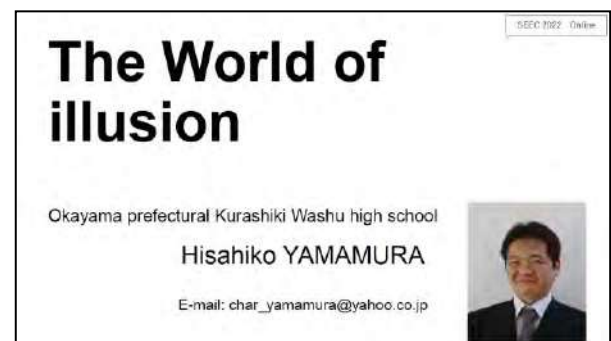 SEEC 2022 Online
The World of
illusion
Okayama prefectural Kurashiki Washu high school
Hisahiko YAMAMURA
E-mail: char_yamamura@yahoo.co.jp